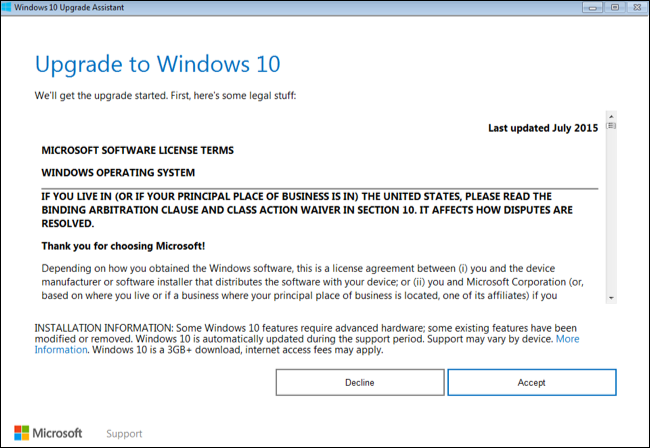 Windows 10 Upgrade Assistant
Upgrade to Windows 10
We'll get the upgrade started. First, here's some legal stuff:
Last updated July 2015
MICROSOFT SOFTWARE LICENSE TERMS
WINDOWS OPERATING SYSTEM
IF YOU LIVE IN (OR IF YOUR PRINCIPAL PLACE OF BUSINESS IS IN) THE UNITED STATES, PLEASE READ THE
BINDING ARBITRATION CLAUSE AND CLASS ACTION WAIVER IN SECTION 10. IT AFFECTS HOW DISPUTES ARE
RESOLVED.
Thank you for choosing Microsoft!
Depending on how you obtained the Windows software, this is a license agreement between (i) you and the device
manufacturer or software installer that distributes the software with your device; or (ii) you and Microsoft Corporation (or,
based on where you live or if a business where your principal place of business is located, one of its affiliates) if you
INSTALLATION INFORMATION: Some Windows 10 features require advanced hardware; some existing features have been
modified or removed. Windows 10 is automatically updated during the support period. Support may vary by device. More
Information. Windows 10 is a 3GB+ download, internet access fees may apply.
Decline
Accept
Microsoft
Support